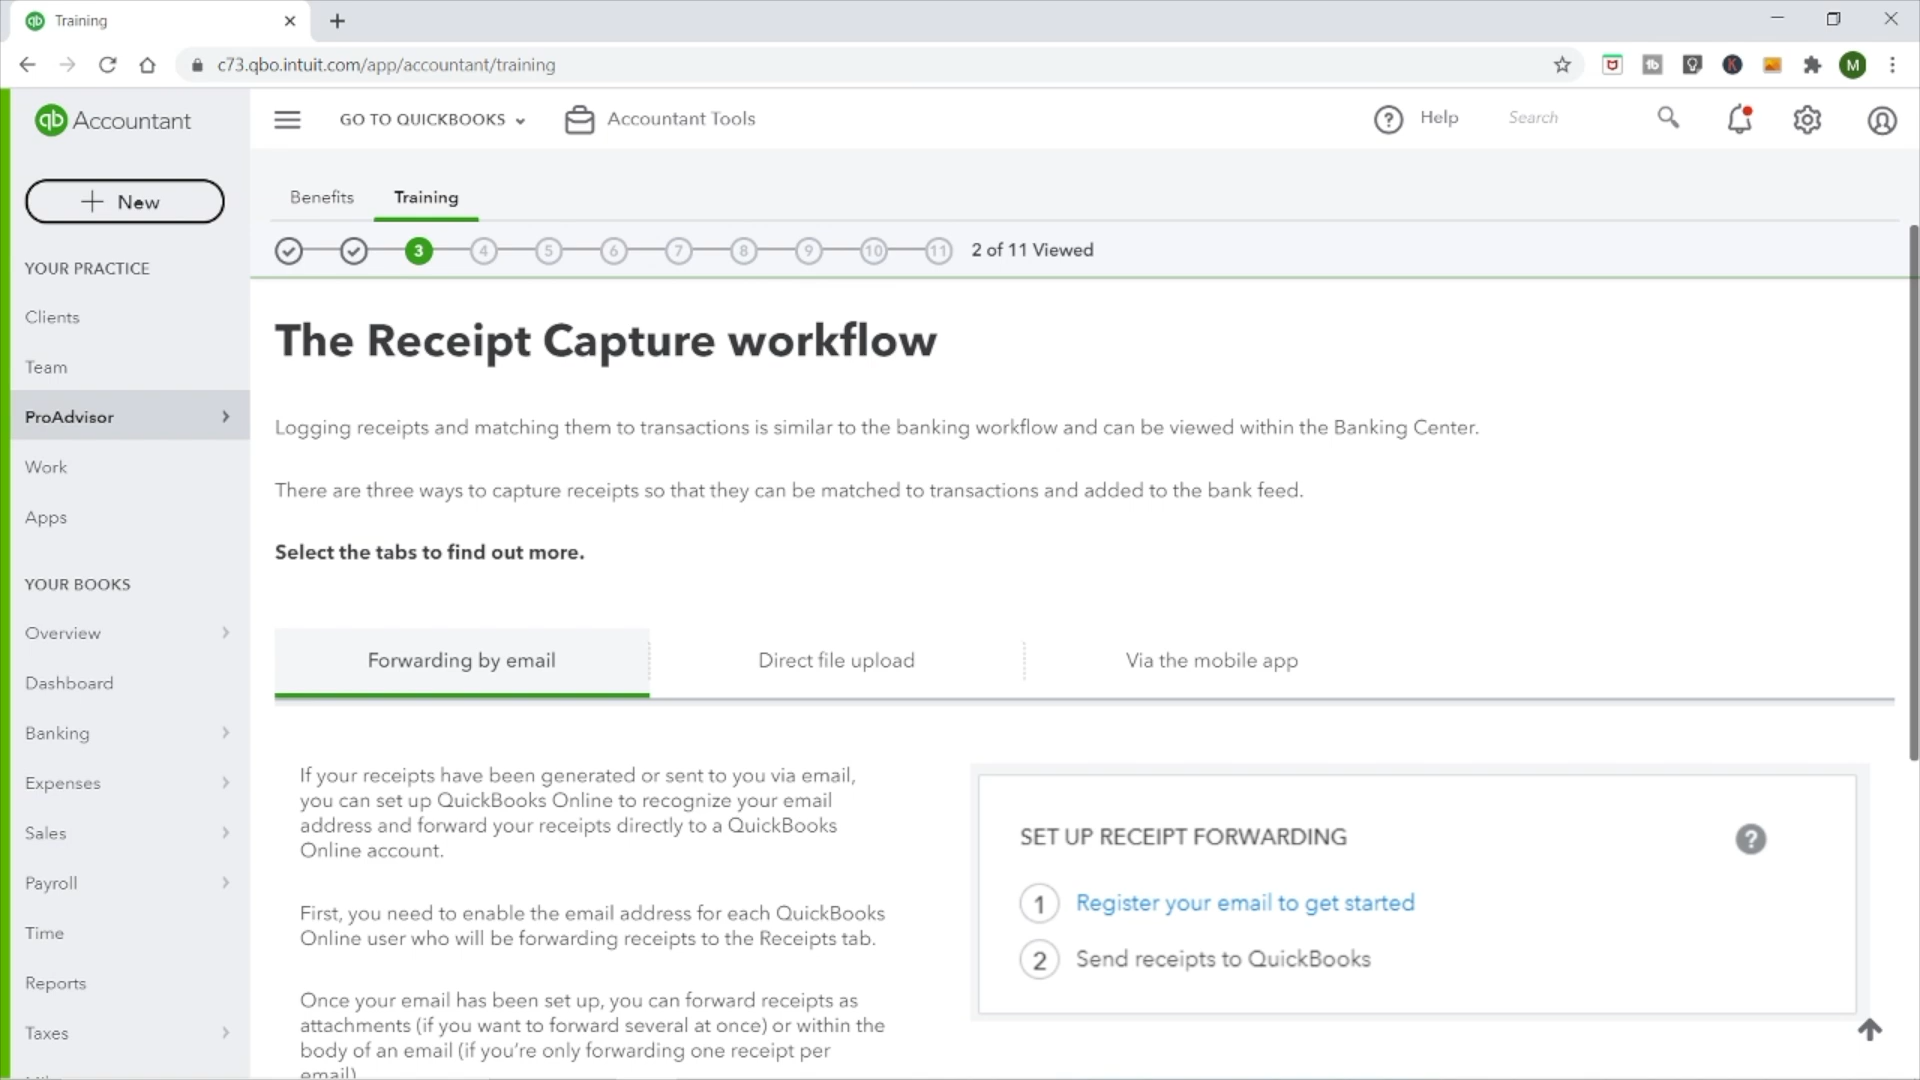 Training
c73.qbo.intuit.com/app/accountant/training
M
qb Accountant
GO TO QUICKBOOKS
Accountant Tools
? Help
Search
+ New
YOUR PRACTICE
Clients
Team
ProAdvisor
Work
Apps
YOUR BOOKS
Overview
Dashboard
Banking
Expenses
Sales
Payroll
Time
Reports
Taxes
Benefits
Training
3 4 5 6 7 8 9 10 11 2 of 11 Viewed
The Receipt Capture workflow
Logging receipts and matching them to transactions is similar to the banking workflow and can be viewed within the Banking Center.
There are three ways to capture receipts so that they can be matched to transactions and added to the bank feed.
Select the tabs to find out more.
Forwarding by email
Direct file upload
Via the mobile app
If your receipts have been generated or sent to you via email,
you can set up QuickBooks Online to recognize your email
address and forward your receipts directly to a QuickBooks
Online account.
First, you need to enable the email address for each QuickBooks
Online user who will be forwarding receipts to the Receipts tab.
Once your email has been set up, you can forward receipts as
attachments (if you want to forward several at once) or within the
body of an email (if you're only forwarding one receipt per
email)
SET UP RECEIPT FORWARDING
?
1 Register your email to get started
2 Send receipts to QuickBooks